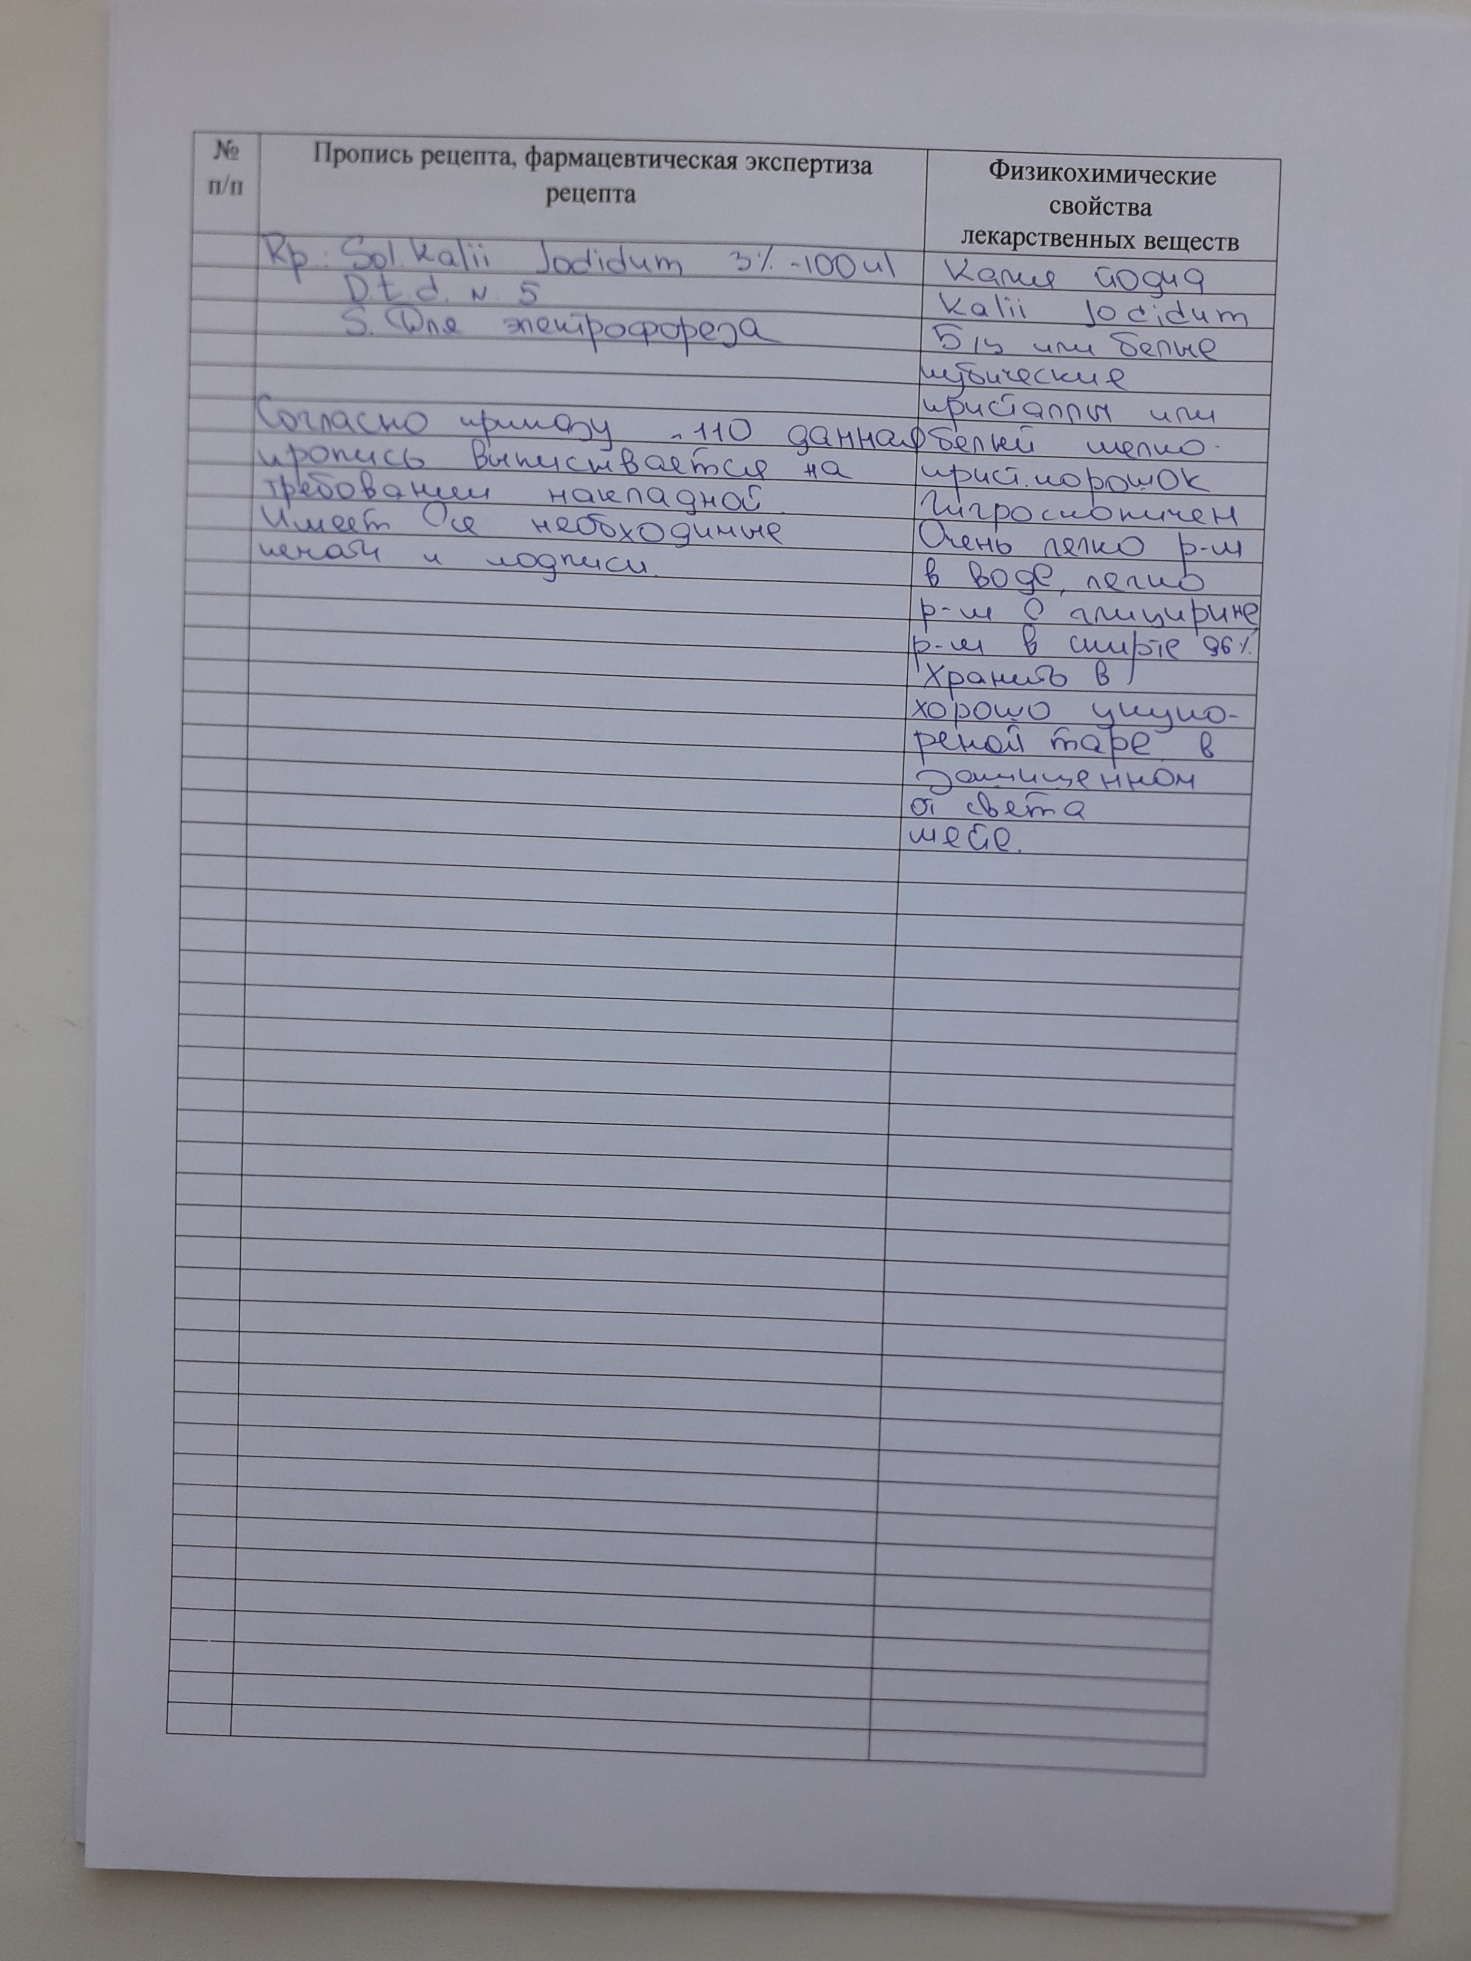 №
п/п
Пропись рецепта, фармацевтическая экспертиза
рецепта
Физикохимические
свойства
лекарственных веществ
Rp: Sol. Kalii Jodidum 3% - 100 ml
D.t.d. N. 5
S. Для электрофореза
Согласно приказу №110 данная
пропись выписывается на
требовании накладной.
Имеет все необходимые
печати и подписи.
Калия йодид
Kalii Jodidum
Б/ц или белые
кубические
кристаллы или
белый мелко-
крист. порошок
Гигроскопичен
Очень легко р-м
в воде, легко
р-м в глицирине,
р-м в спирте 96%.
Хранить в
хорошо укупо-
реной таре, в
защищенном
от света
месте.